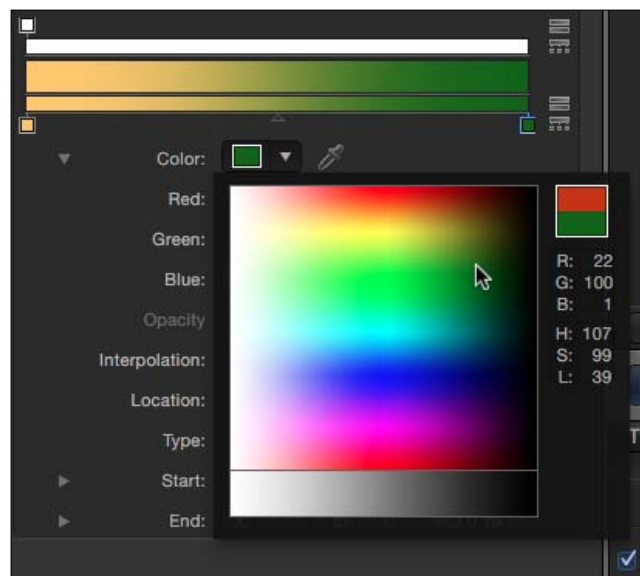 Color:
Red:
Green:
Blue:
Opacity
Interpolation:
Location:
Type:
Start:
End:
R: 22
G: 100
B: 1
H: 107
S: 99
L: 39
T